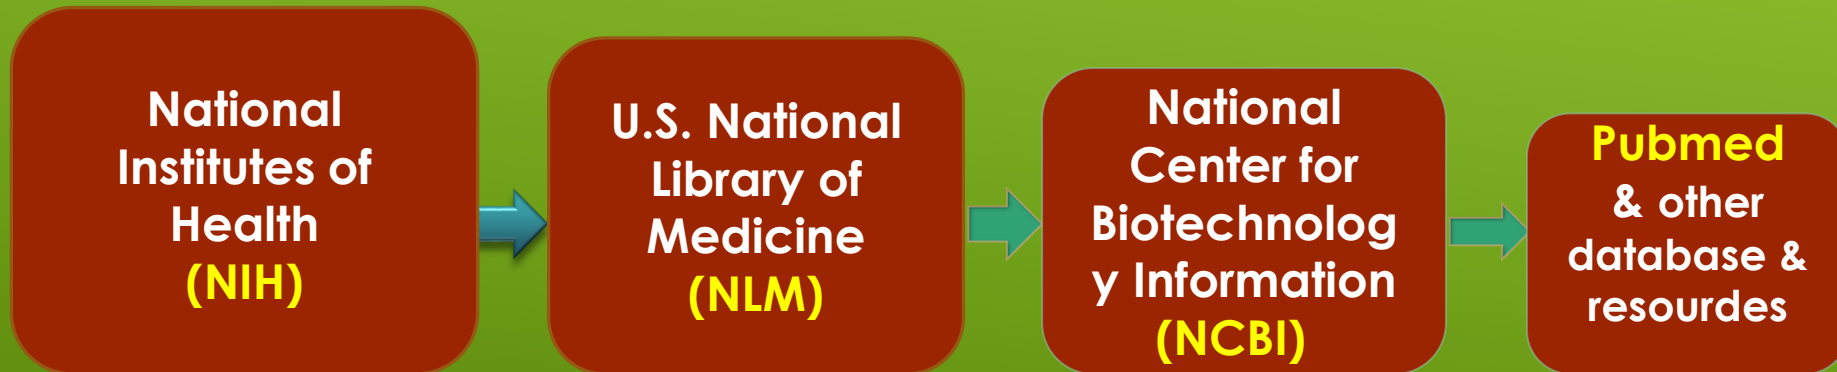 National
Institutes of
Health
(NIH)
U.S. National
Library of
Medicine
(NLM)
National
Center for
Biotechnolog
y Information
(NCBI)
Pubmed
& other
database &
resourdes